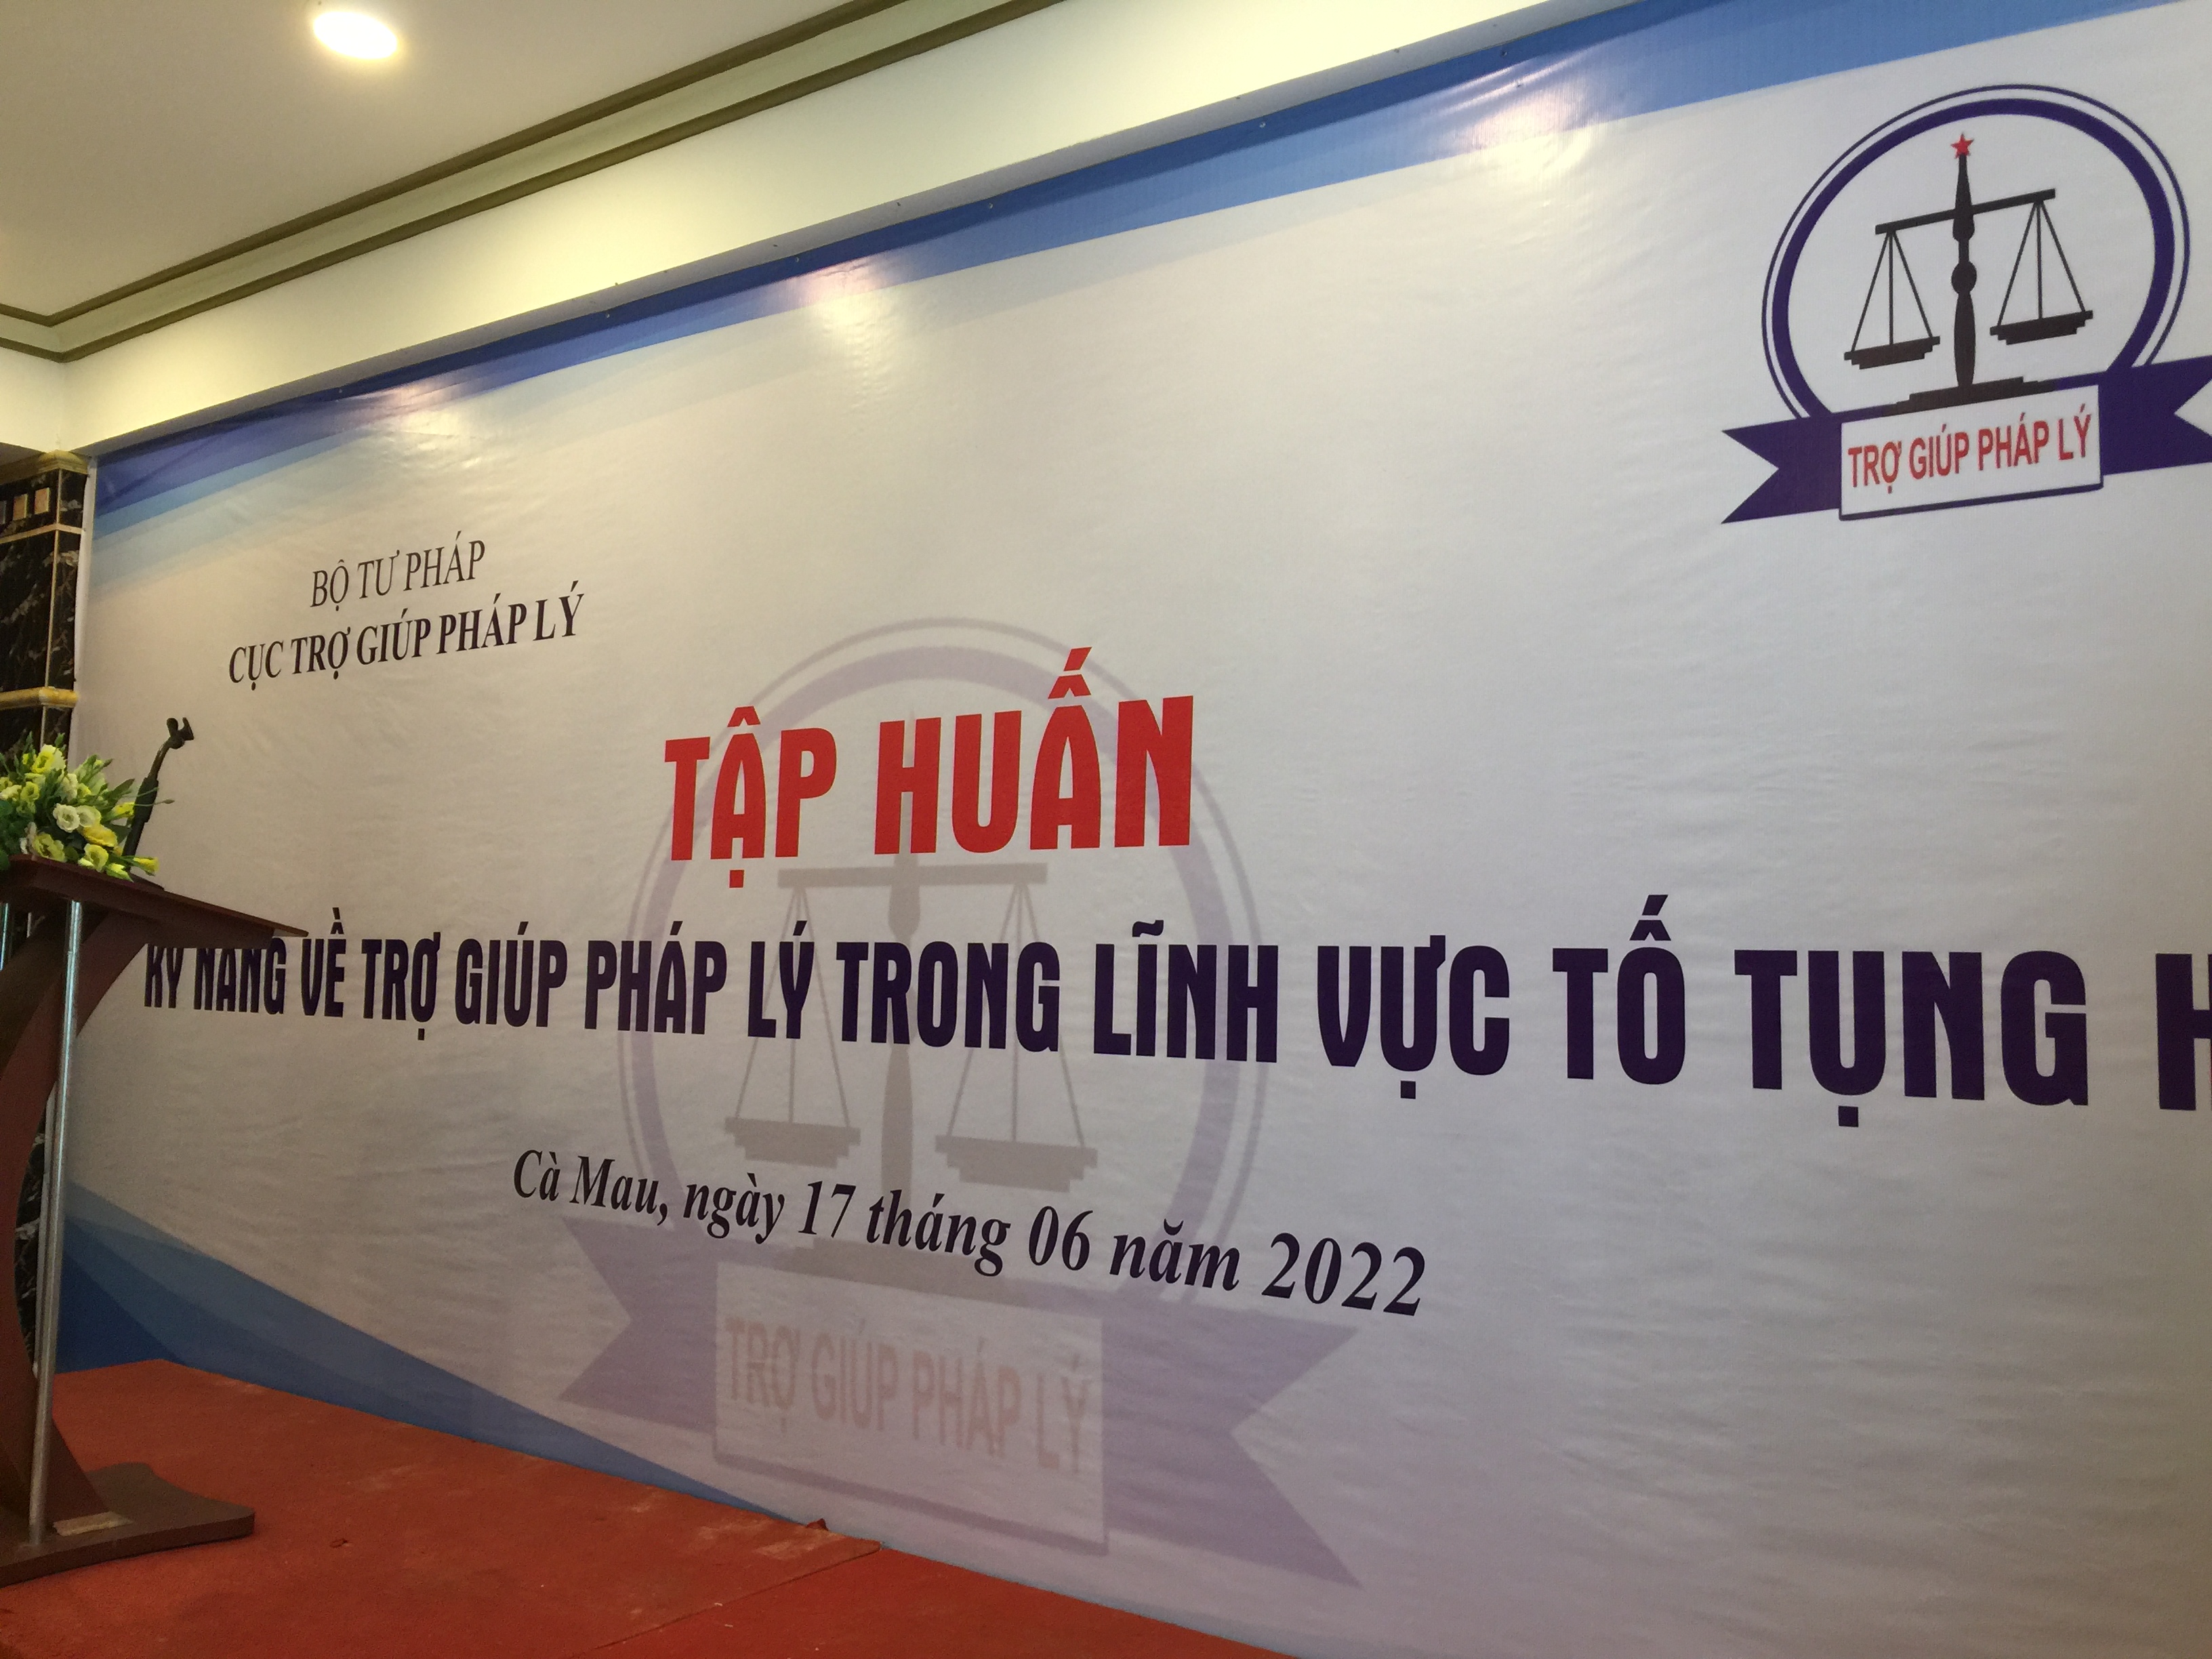 TRỢ GIÚP PHÁP LÝ
BỘ TƯ PHÁP
CỤC TRỢ GIÚP PHÁP LÝ
TẬP HUẤN
KỸ NĂNG VỀ TRỢ GIÚP PHÁP LÝ TRONG LĨNH VỰC TỐ TỤNG H
Cà Mau, ngày 17 tháng 06 năm 2022
TRỢ GIÚP PHÁP LÝ